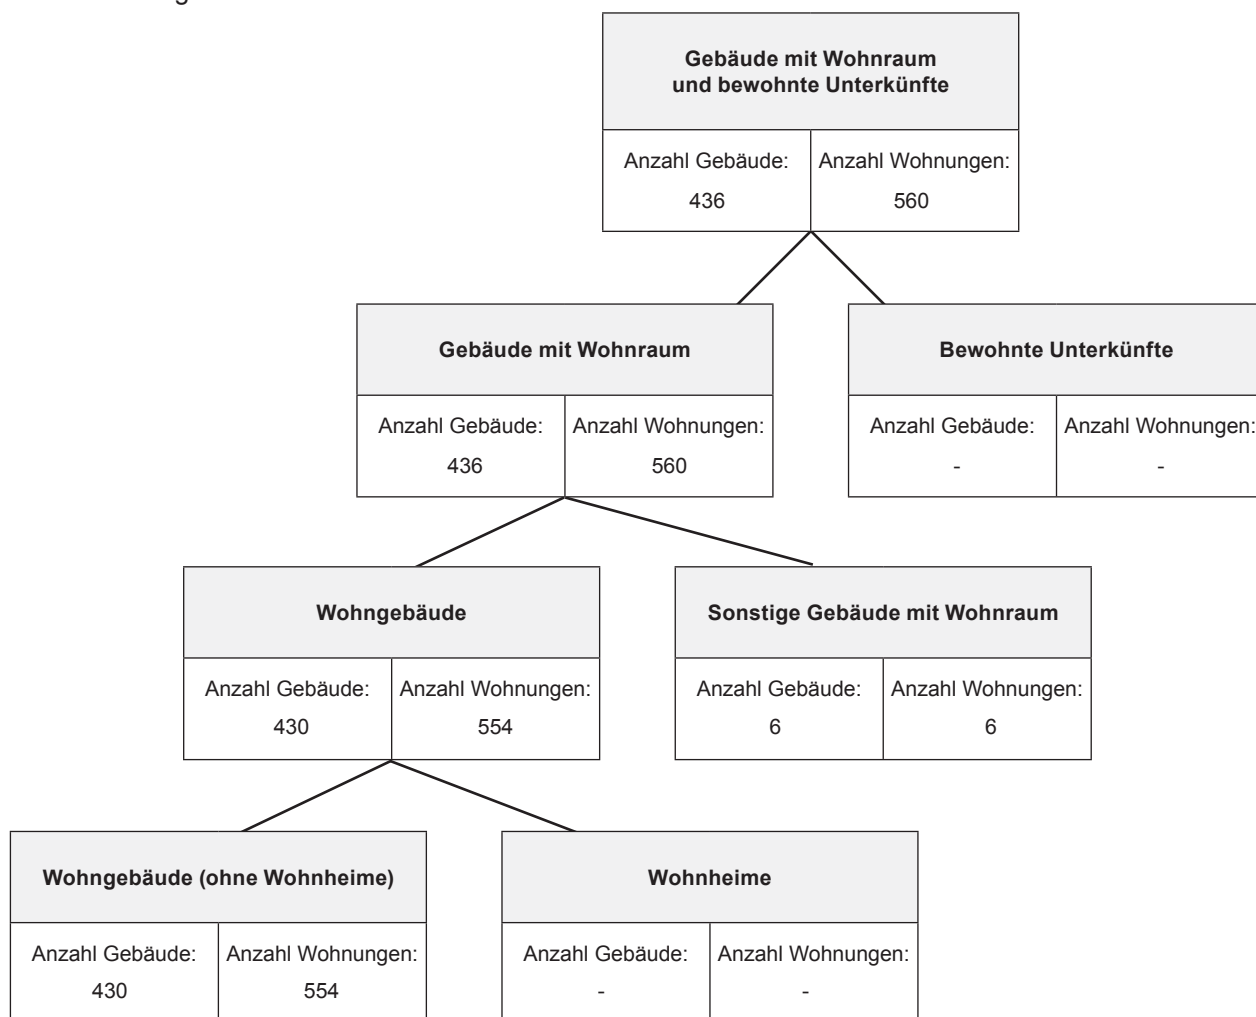 Gebäude mit Wohnraum
und bewohnte Unterkünfte
Anzahl Gebäude: Anzahl Wohnungen:
436 560
Gebäude mit Wohnraum
Anzahl Gebäude: Anzahl Wohnungen:
436 560
Bewohnte Unterkünfte
Anzahl Gebäude: Anzahl Wohnungen:
- -
Wohngebäude
Anzahl Gebäude: Anzahl Wohnungen:
430 554
Sonstige Gebäude mit Wohnraum
Anzahl Gebäude: Anzahl Wohnungen:
6 6
Wohngebäude (ohne Wohnheime)
Anzahl Gebäude: Anzahl Wohnungen:
430 554
Wohnheime
Anzahl Gebäude: Anzahl Wohnungen:
- -